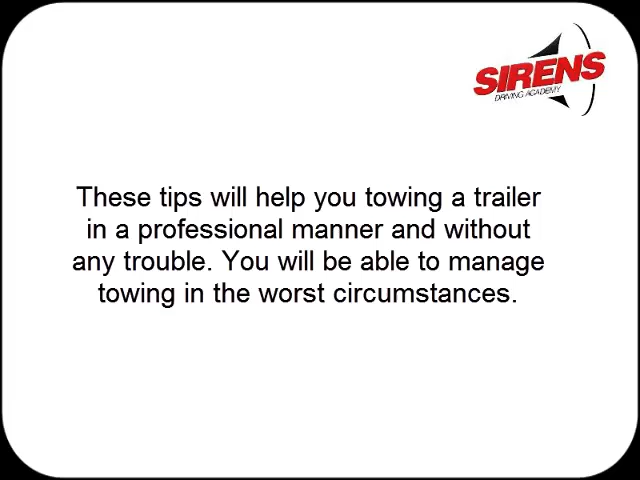 SIRENS
DRIVING ACADEMY
These tips will help you towing a trailer
in a professional manner and without
any trouble. You will be able to manage
towing in the worst circumstances.